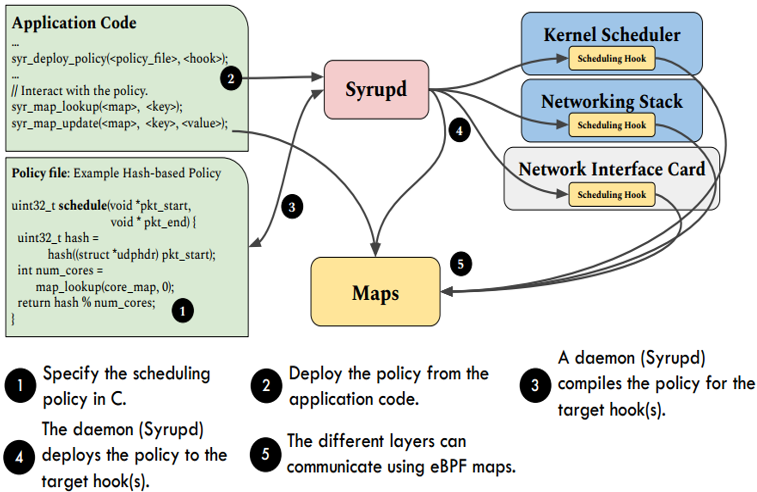 Application Code
...
syr_deploy_policy(<policy_file>, <hook>);
...
// Interact with the policy.
syr_map_lookup(<map>, <key>);
syr_map_update(<map>, <key>,<value>);
2
Policy file: Example Hash-based Policy
uint32_t schedule(void *pkt_start,
void * pkt_end) {
uint32_t hash =
hash((struct *udphdr) pkt_start);
int num_cores =
map_lookup(core_map, 0);
return hash % num_cores;
}
1
3
Syrupd
4
Kernel Scheduler
Scheduling Hook
Networking Stack
Scheduling Hook
Network Interface Card
Scheduling Hook
Maps
5
1
Specify the scheduling
policy in C.
2
Deploy the policy from the
application code.
3
A daemon (Syrupd)
compiles the policy for the
target hook(s).
4
The daemon (Syrupd)
deploys the policy to the
target hook(s).
5
The different layers can
communicate using eBPF maps.